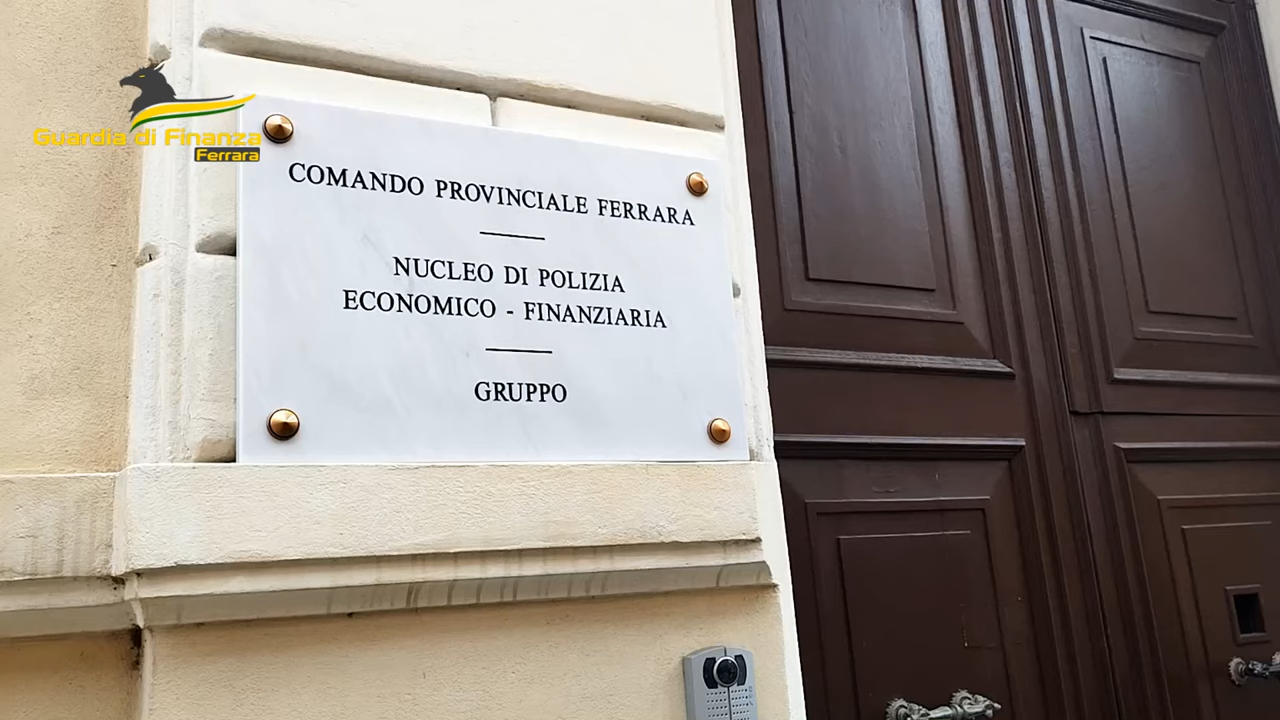 Guardia di Finanza
Ferrara
COMANDO PROVINCIALE FERRARA
NUCLEO DI POLIZIA
ECONOMICO - FINANZIARIA
GRUPPO